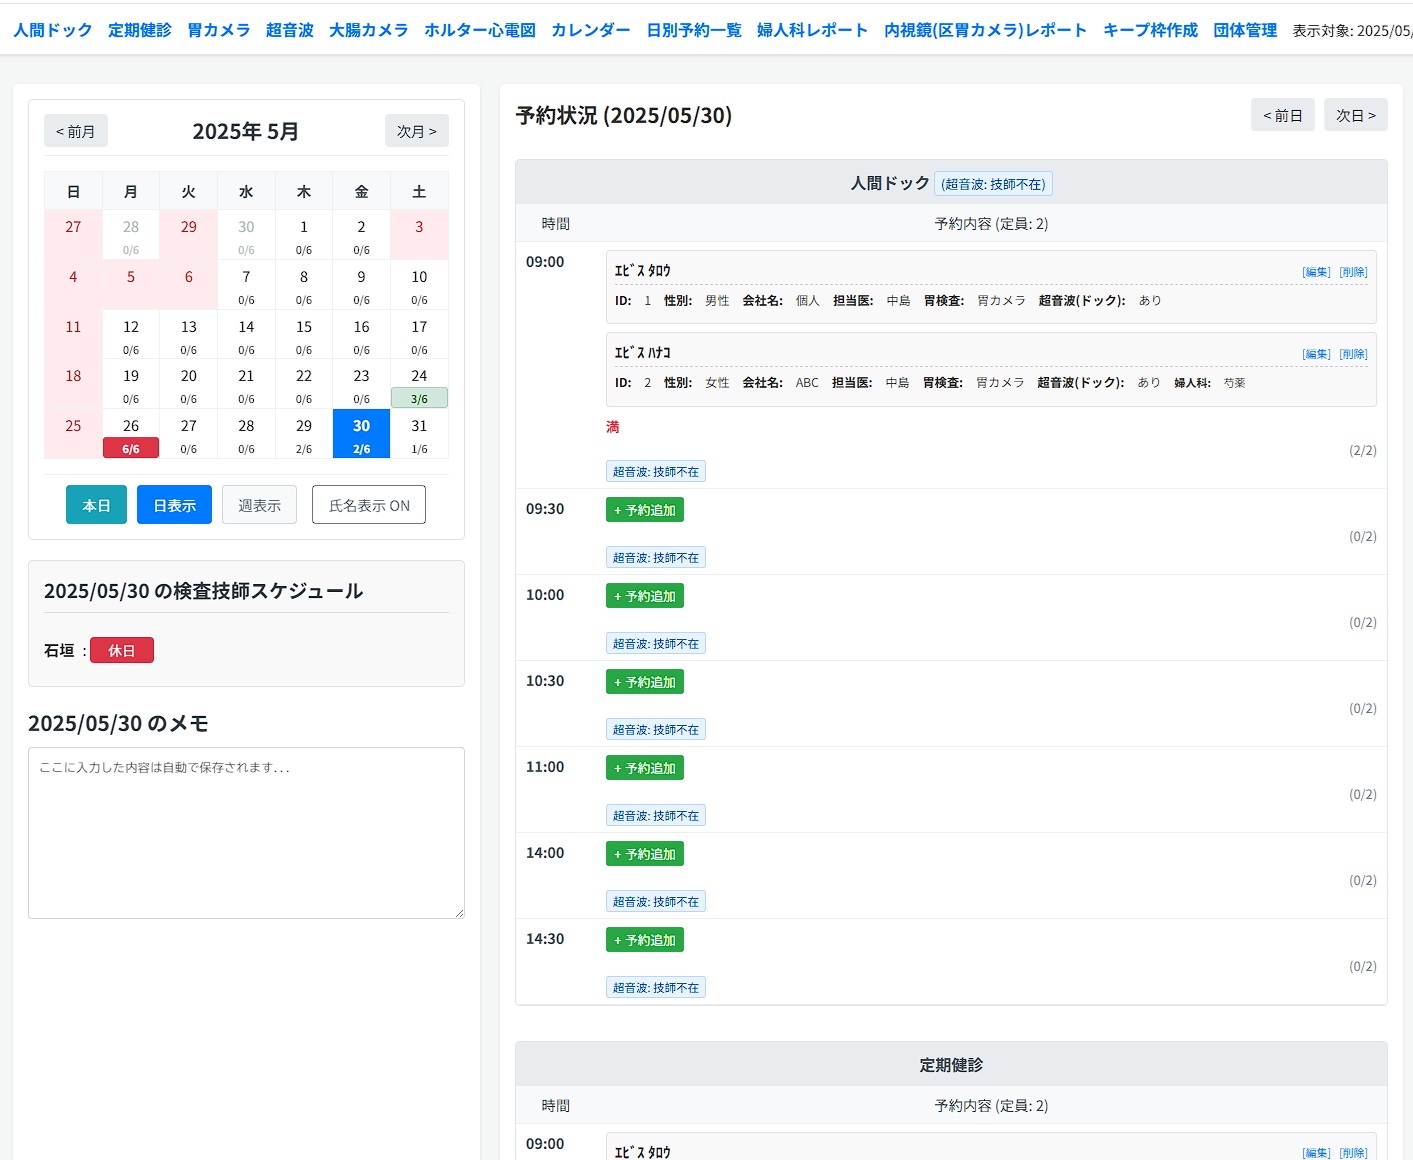 人間ドック 定期健診 胃カメラ 超音波 大腸カメラ ホルター心電図 カレンダー 日別予約一覧 婦人科レポート 内視鏡(区胃カメラ)レポート キープ枠作成 団体管理 表示対象: 2025/05/
< 前月 2025年 5月 次月 >
日 月 火 水 木 金 土
27 28 29 30 1 2 3
0/6 0/6 0/6 0/6
4 5 6 7 8 9 10
0/6 0/6 0/6 0/6
11 12 13 14 15 16 17
0/6 0/6 0/6 0/6 0/6 0/6
18 19 20 21 22 23 24
0/6 0/6 0/6 0/6 0/6 3/6
25 26 27 28 29 30 31
6/6 0/6 0/6 2/6 2/6 1/6
本日 日表示 週表示 氏名表示 ON
2025/05/30 の検査技師スケジュール
石垣 : 休日
2025/05/30 のメモ
ここに入力した内容は自動で保存されます...
予約状況 (2025/05/30) < 前日 次日 >
人間ドック (超音波: 技師不在)
時間 予約内容 (定員: 2)
09:00 ｴﾋﾞｽ ﾀﾛｳ [編集] [削除]
ID: 1 性別: 男性 会社名: 個人 担当医: 中島 胃検査: 胃カメラ 超音波(ドック): あり
ｴﾋﾞｽ ﾊﾅｺ [編集] [削除]
ID: 2 性別: 女性 会社名: ABC 担当医: 中島 胃検査: 胃カメラ 超音波(ドック): あり 婦人科: 芍薬
満
(2/2)
超音波: 技師不在
09:30 + 予約追加
(0/2)
超音波: 技師不在
10:00 + 予約追加
(0/2)
超音波: 技師不在
10:30 + 予約追加
(0/2)
超音波: 技師不在
11:00 + 予約追加
(0/2)
超音波: 技師不在
14:00 + 予約追加
(0/2)
超音波: 技師不在
14:30 + 予約追加
(0/2)
超音波: 技師不在
定期健診
時間 予約内容 (定員: 2)
09:00 ｴﾋﾞｽ ﾀﾛｳ [編集] [削除]